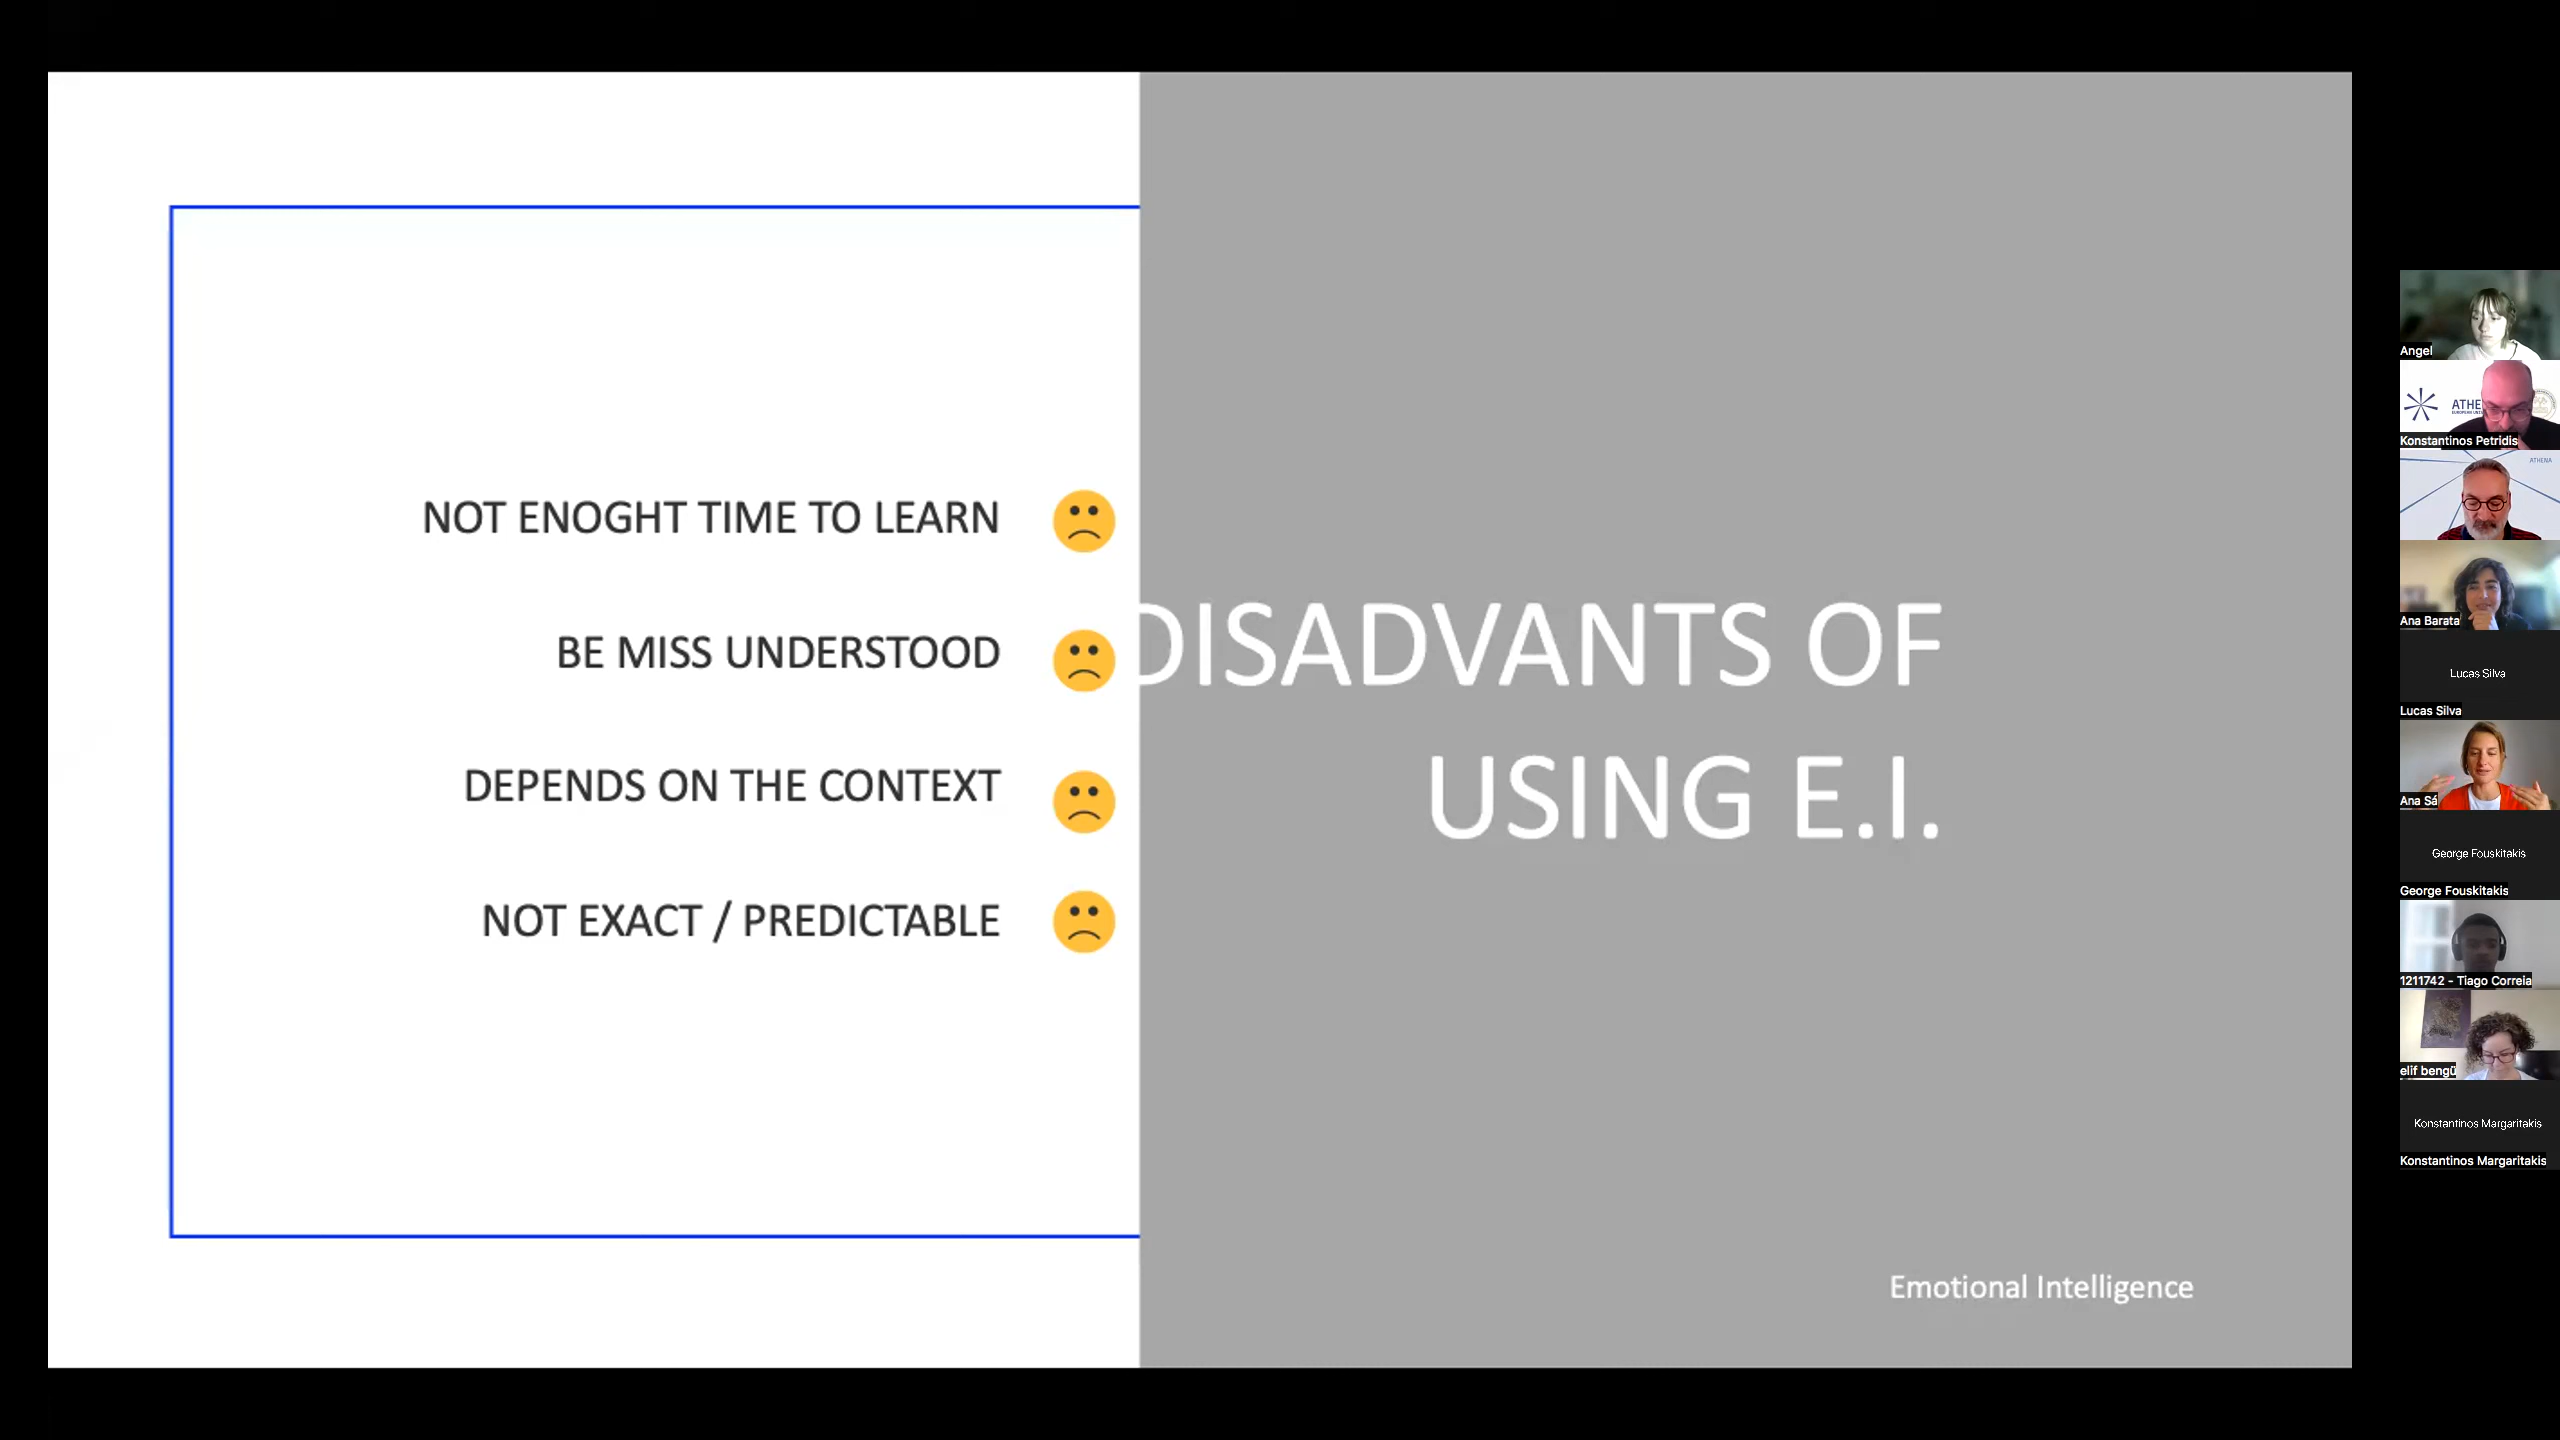 NOT ENOGHT TIME TO LEARN
BE MISS UNDERSTOOD
DEPENDS ON THE CONTEXT
NOT EXACT / PREDICTABLE
DISADVANTS OF
USING E.I.
Emotional Intelligence
Angel
ATHE
Konstantinos Petridis
ATHENA
Ana Barata
Lucas Silva
Lucas Silva
Ana Sá
George Fouskitakis
George Fouskitakis
1211742 - Tiago Correia
elif bengü
Konstantinos Margaritakis
Konstantinos Margaritakis